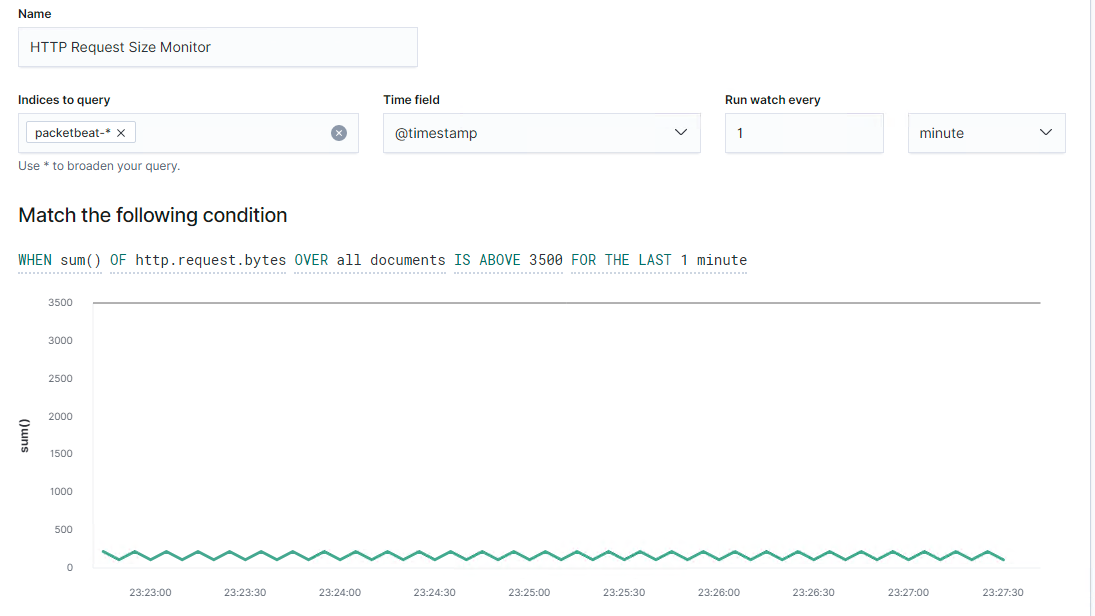 Name
HTTP Request Size Monitor
Indices to query
Time field
Run watch every
packetbeat-*
@timestamp
1
minute
Use * to broaden your query.
Match the following condition
WHEN sum() OF http.request.bytes OVER all documents IS ABOVE 3500 FOR THE LAST 1 minute
3500
3000
2500
2000
1500
1000
500
0
sum()
23:23:00 23:23:30 23:24:00 23:24:30 23:25:00 23:25:30 23:26:00 23:26:30 23:27:00 23:27:30